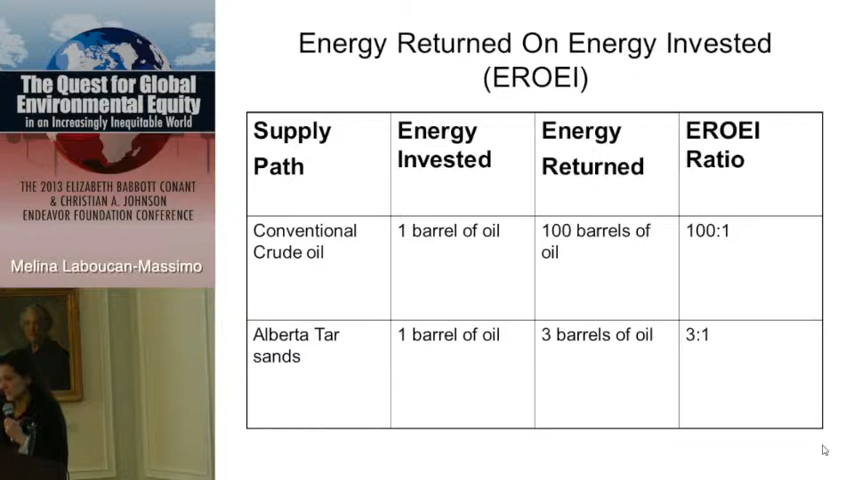 The Quest for Global
Environmental Equity
in an Increasingly Inequitable World
THE 2013 ELIZABETH BABBOTT CONANT
& CHRISTIAN A. JOHNSON
ENDEAVOR FOUNDATION CONFERENCE
Melina Laboucan-Massimo
Energy Returned On Energy Invested
(EROEI)
Supply Path Energy Invested Energy Returned EROEI Ratio
Conventional Crude oil 1 barrel of oil 100 barrels of oil 100:1
Alberta Tar sands 1 barrel of oil 3 barrels of oil 3:1